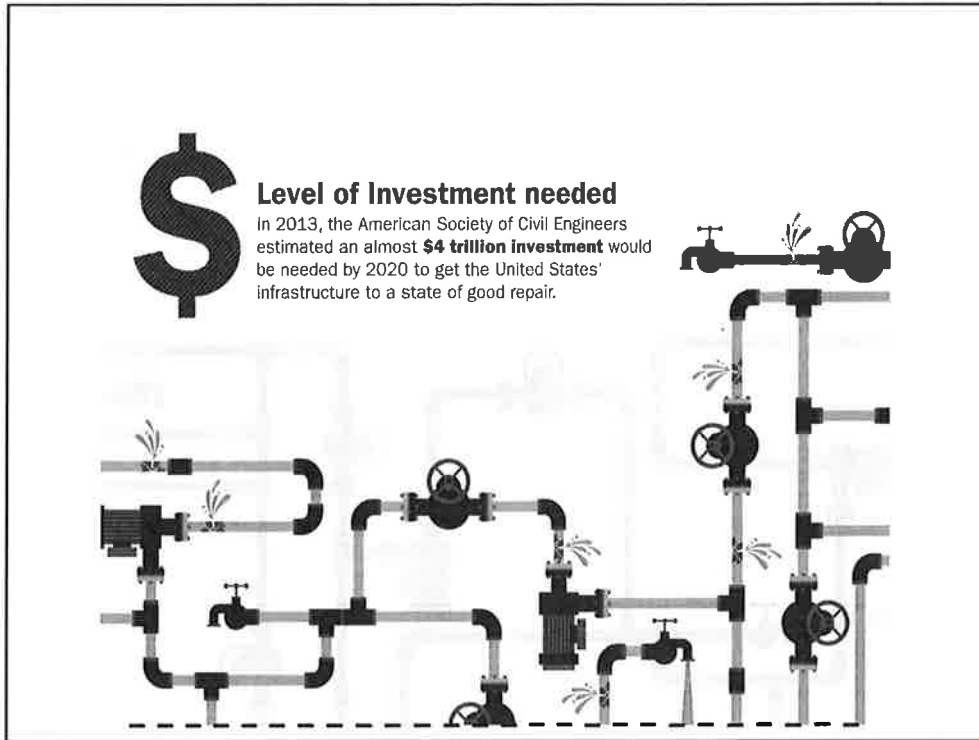 $
Level of Investment needed
In 2013, the American Society of Civil Engineers
estimated an almost $4 trillion investment would
be needed by 2020 to get the United States'
infrastructure to a state of good repair.